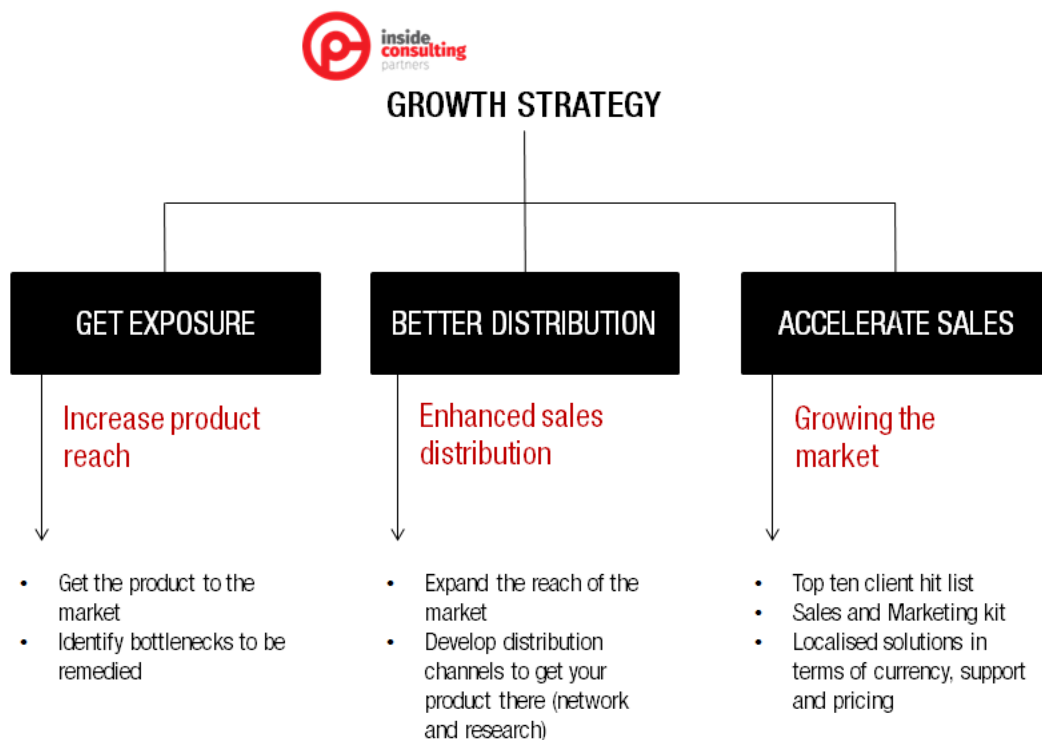 inside
consulting
partners
GROWTH STRATEGY
GET EXPOSURE
Increase product
reach
• Get the product to the
market
• Identify bottlenecks to be
remedied
BETTER DISTRIBUTION
Enhanced sales
distribution
• Expand the reach of the
market
• Develop distribution
channels to get your
product there (network
and research)
ACCELERATE SALES
Growing the
market
• Top ten client hit list
• Sales and Marketing kit
• Localised solutions in
terms of currency, support
and pricing